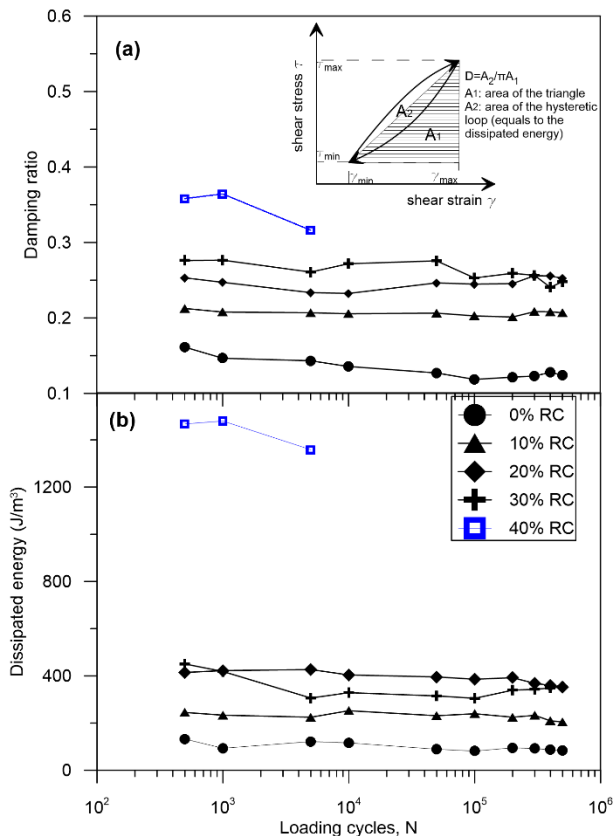 0.6
(a)
0.5
0.4
0.3
0.2
0.1
Damping ratio
shear stress τ
τmax
τmin
A2
A1
γmin
γmax
shear strain γ
D=A2/πA1
A1: area of the triangle
A2: area of the hysteretic
loop (equals to the
dissipated energy)
(b)
1200
800
400
0
Dissipated energy (J/m³)
0% RC
10% RC
20% RC
30% RC
40% RC
10²
10³
10⁴
10⁵
10⁶
Loading cycles, N